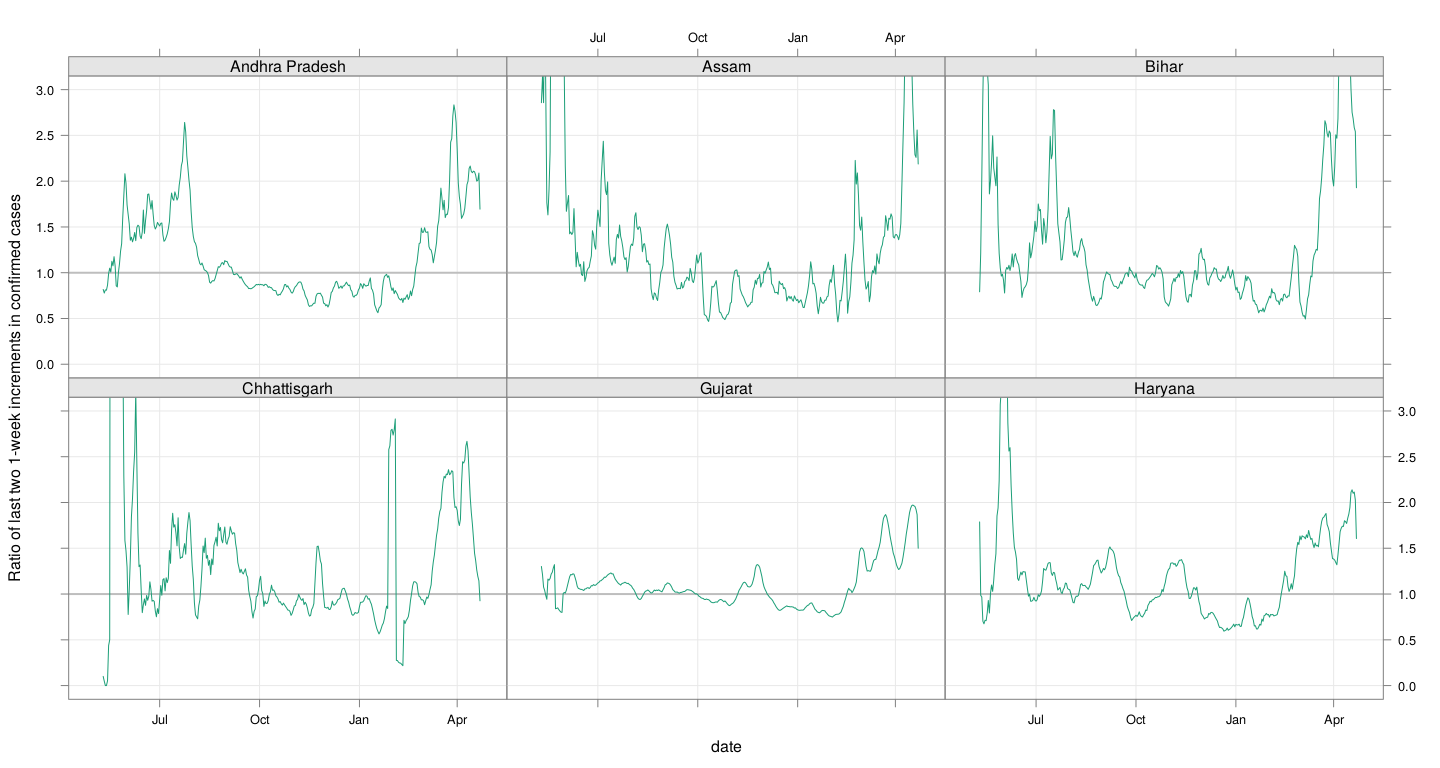 Jul Oct Jan Apr
Andhra Pradesh Assam Bihar
3.0
2.5
2.0
1.5
1.0
0.5
0.0
Chhattisgarh Gujarat Haryana
3.0
2.5
2.0
1.5
1.0
0.5
0.0
Jul Oct Jan Apr Jul Oct Jan Apr
date
Ratio of last two 1-week increments in confirmed cases